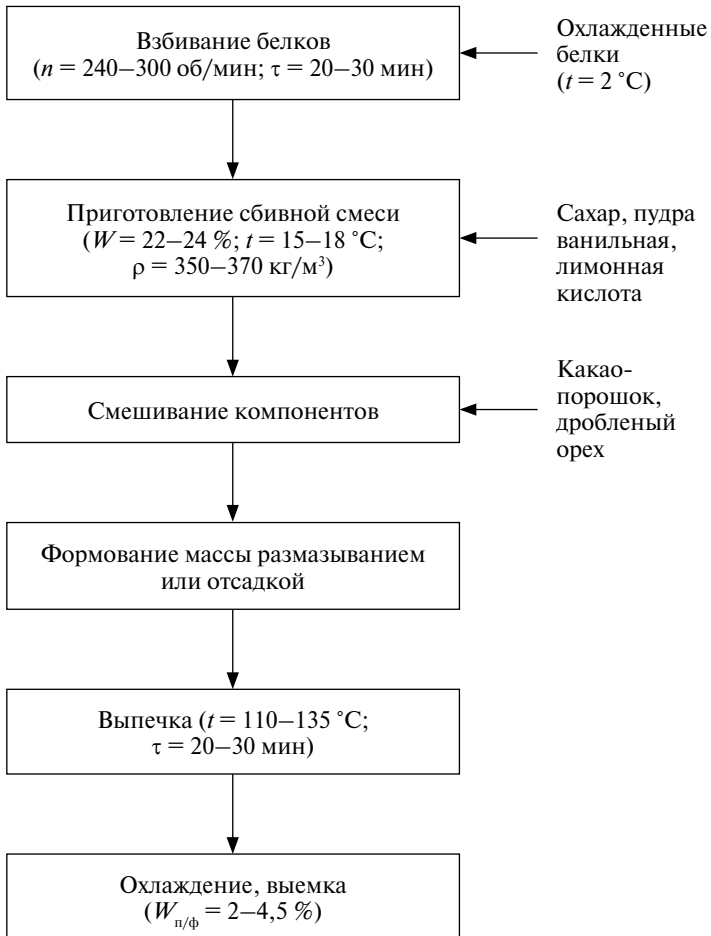 Взбивание белков
(n = 240–300 об/мин; τ = 20–30 мин)
Охлажденные
белки
(t = 2 °С)
Приготовление сбивной смеси
(W = 22–24 %; t = 15–18 °С;
ρ = 350–370 кг/м³)
Сахар, пудра
ванильная,
лимонная
кислота
Смешивание компонентов
Какао-
порошок,
дробленый
орех
Формование массы размазыванием
или отсадкой
Выпечка (t = 110–135 °С;
τ = 20–30 мин)
Охлаждение, выемка
(Wп/ф = 2–4,5 %)